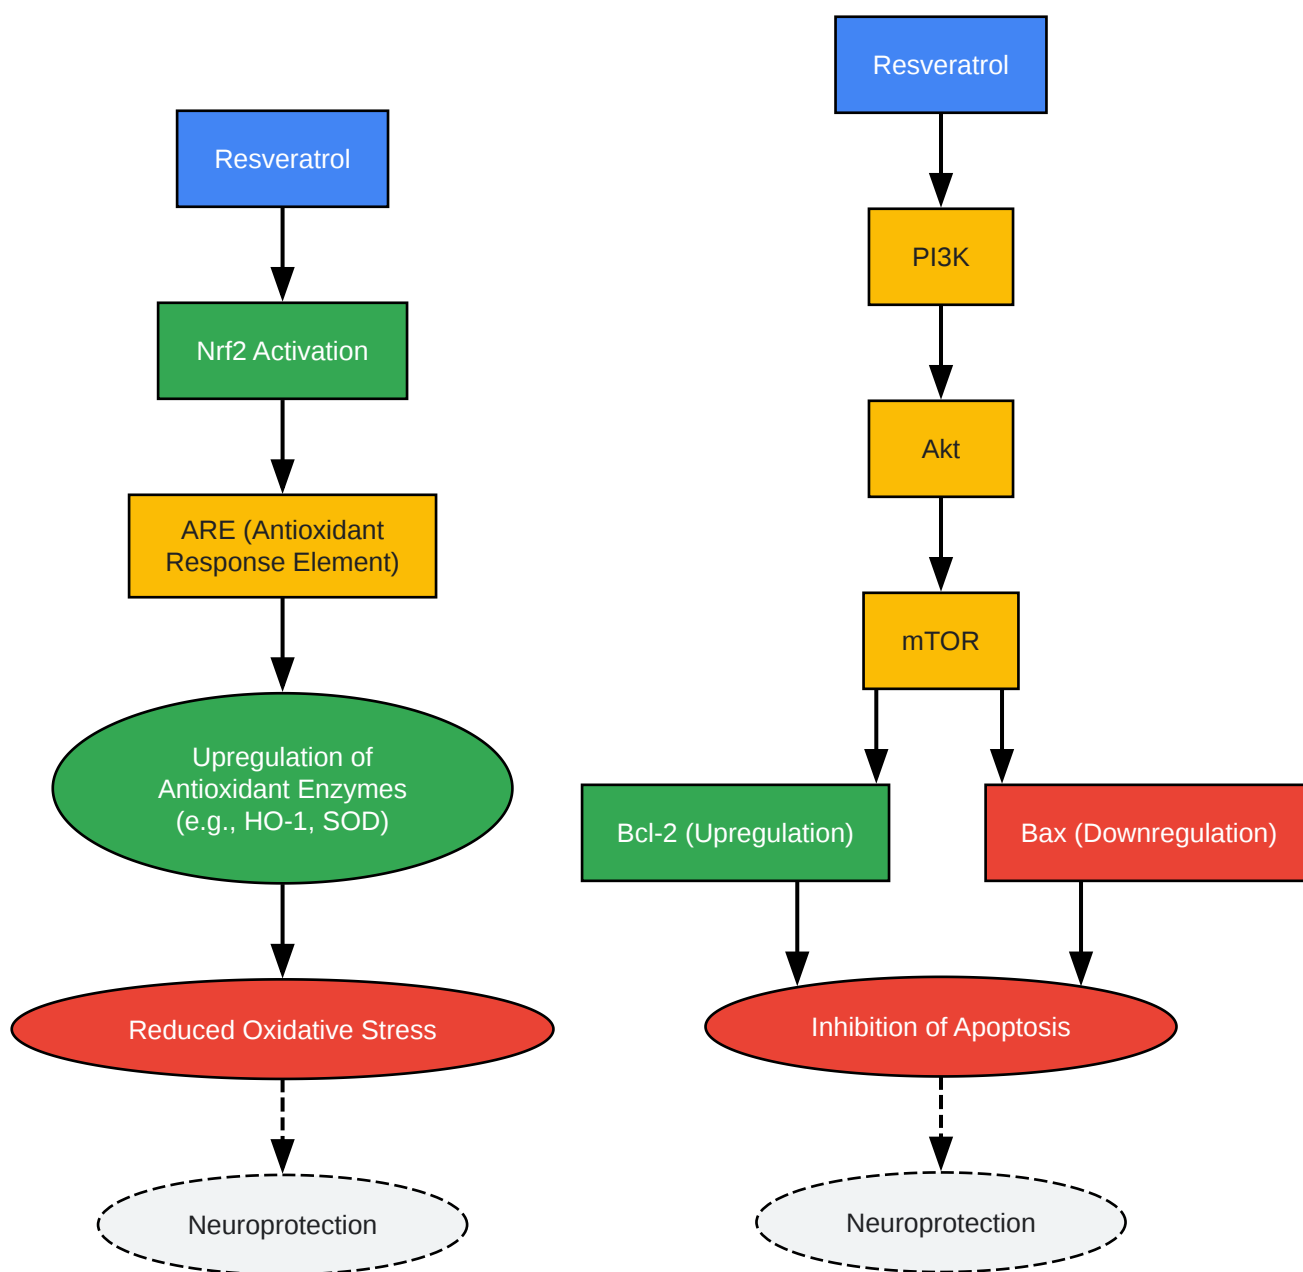 Resveratrol
Nrf2 Activation
ARE (Antioxidant
Response Element)
Upregulation of
Antioxidant Enzymes
(e.g., HO-1, SOD)
Reduced Oxidative Stress
Neuroprotection
Resveratrol
PI3K
Akt
mTOR
Bcl-2 (Upregulation)
Bax (Downregulation)
Inhibition of Apoptosis
Neuroprotection